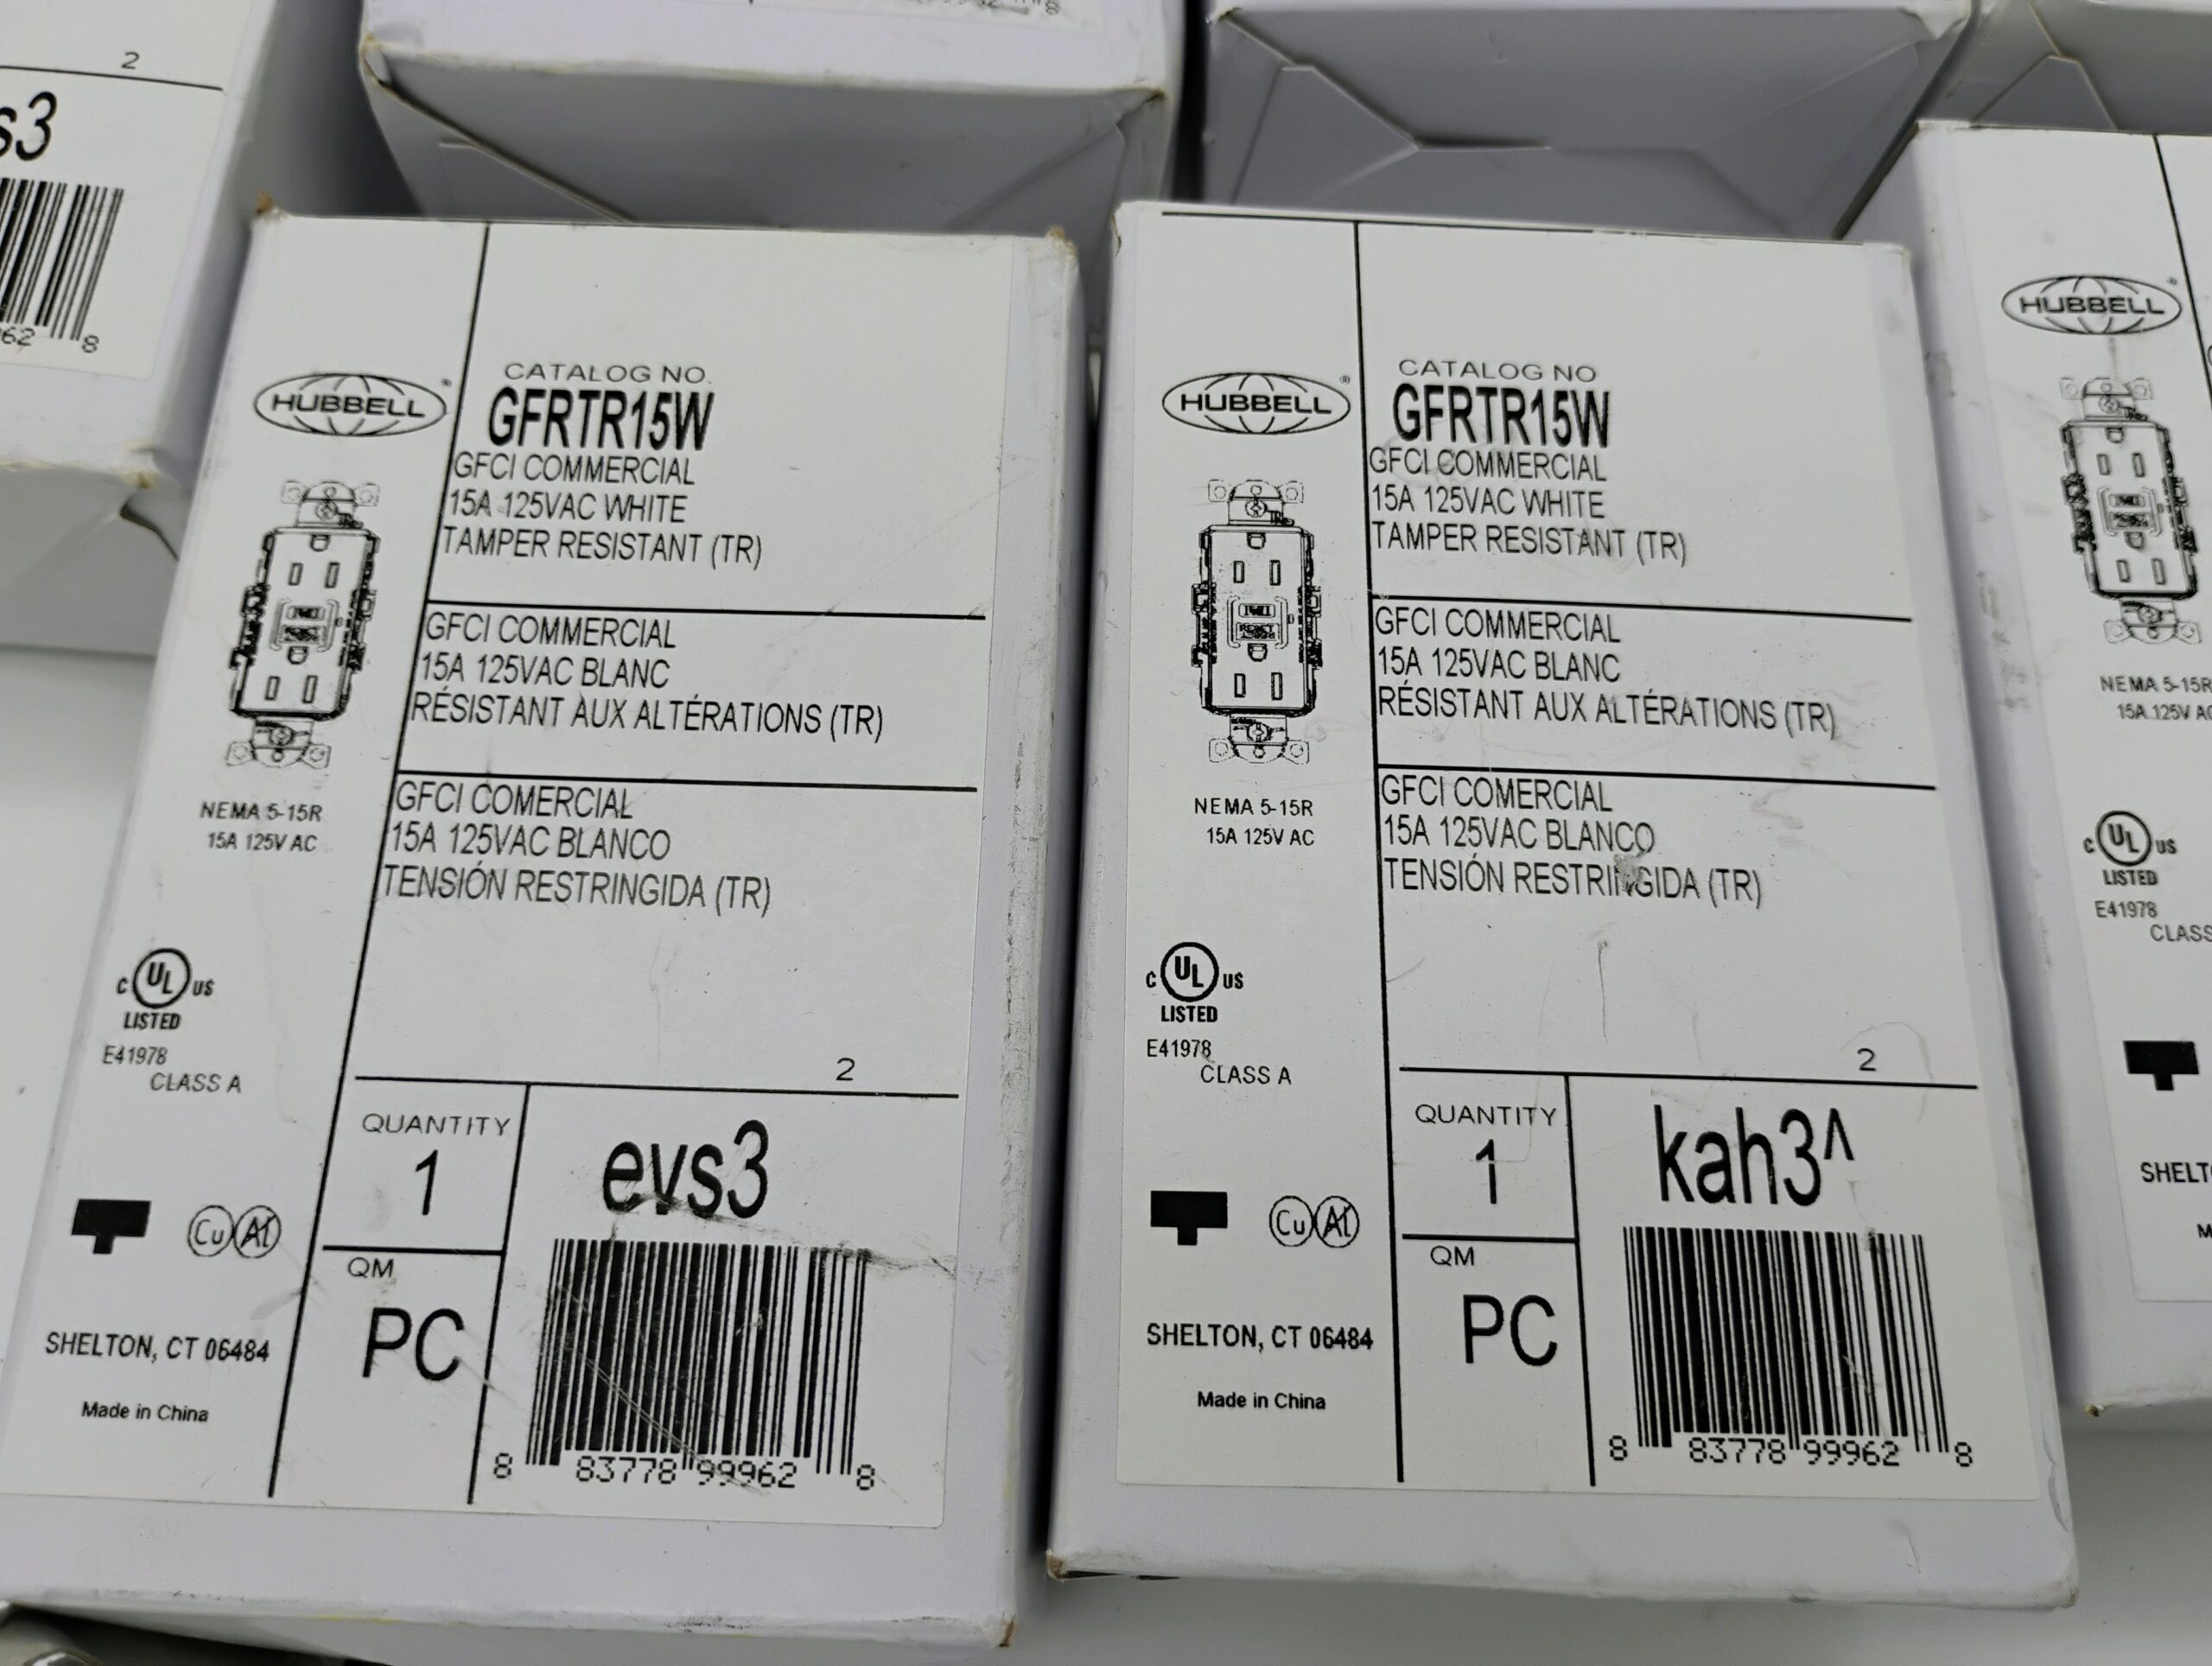 2
s3
62 8
HUBBELL®
CATALOG NO.
GFRTR15W
GFCI COMMERCIAL
15A 125VAC WHITE
TAMPER RESISTANT (TR)
GFCI COMMERCIAL
15A 125VAC BLANC
RÉSISTANT AUX ALTÉRATIONS (TR)
GFCI COMERCIAL
15A 125VAC BLANCO
TENSIÓN RESTRINGIDA (TR)
NEMA 5-15R
15A 125V AC
C UL US
LISTED
E41978
CLASS A
2
QUANTITY
1
evs3
Cu Al
QM
PC
SHELTON, CT 06484
Made in China
8 83778 99962 8
HUBBELL®
CATALOG NO
GFRTR15W
GFCI COMMERCIAL
15A 125VAC WHITE
TAMPER RESISTANT (TR)
GFCI COMMERCIAL
15A 125VAC BLANC
RÉSISTANT AUX ALTÉRATIONS (TR)
GFCI COMERCIAL
15A 125VAC BLANCO
TENSIÓN RESTRINGIDA (TR)
NEMA 5-15R
15A 125V AC
C UL US
LISTED
E41978
CLASS A
2
QUANTITY
1
kah3^
Cu Al
QM
PC
SHELTON, CT 06484
Made in China
8 83778 99962 8
HUBBELL®
NEMA 5-15R
15A 125V AC
C UL US
LISTED
E41978
CLASS
SHELT
M